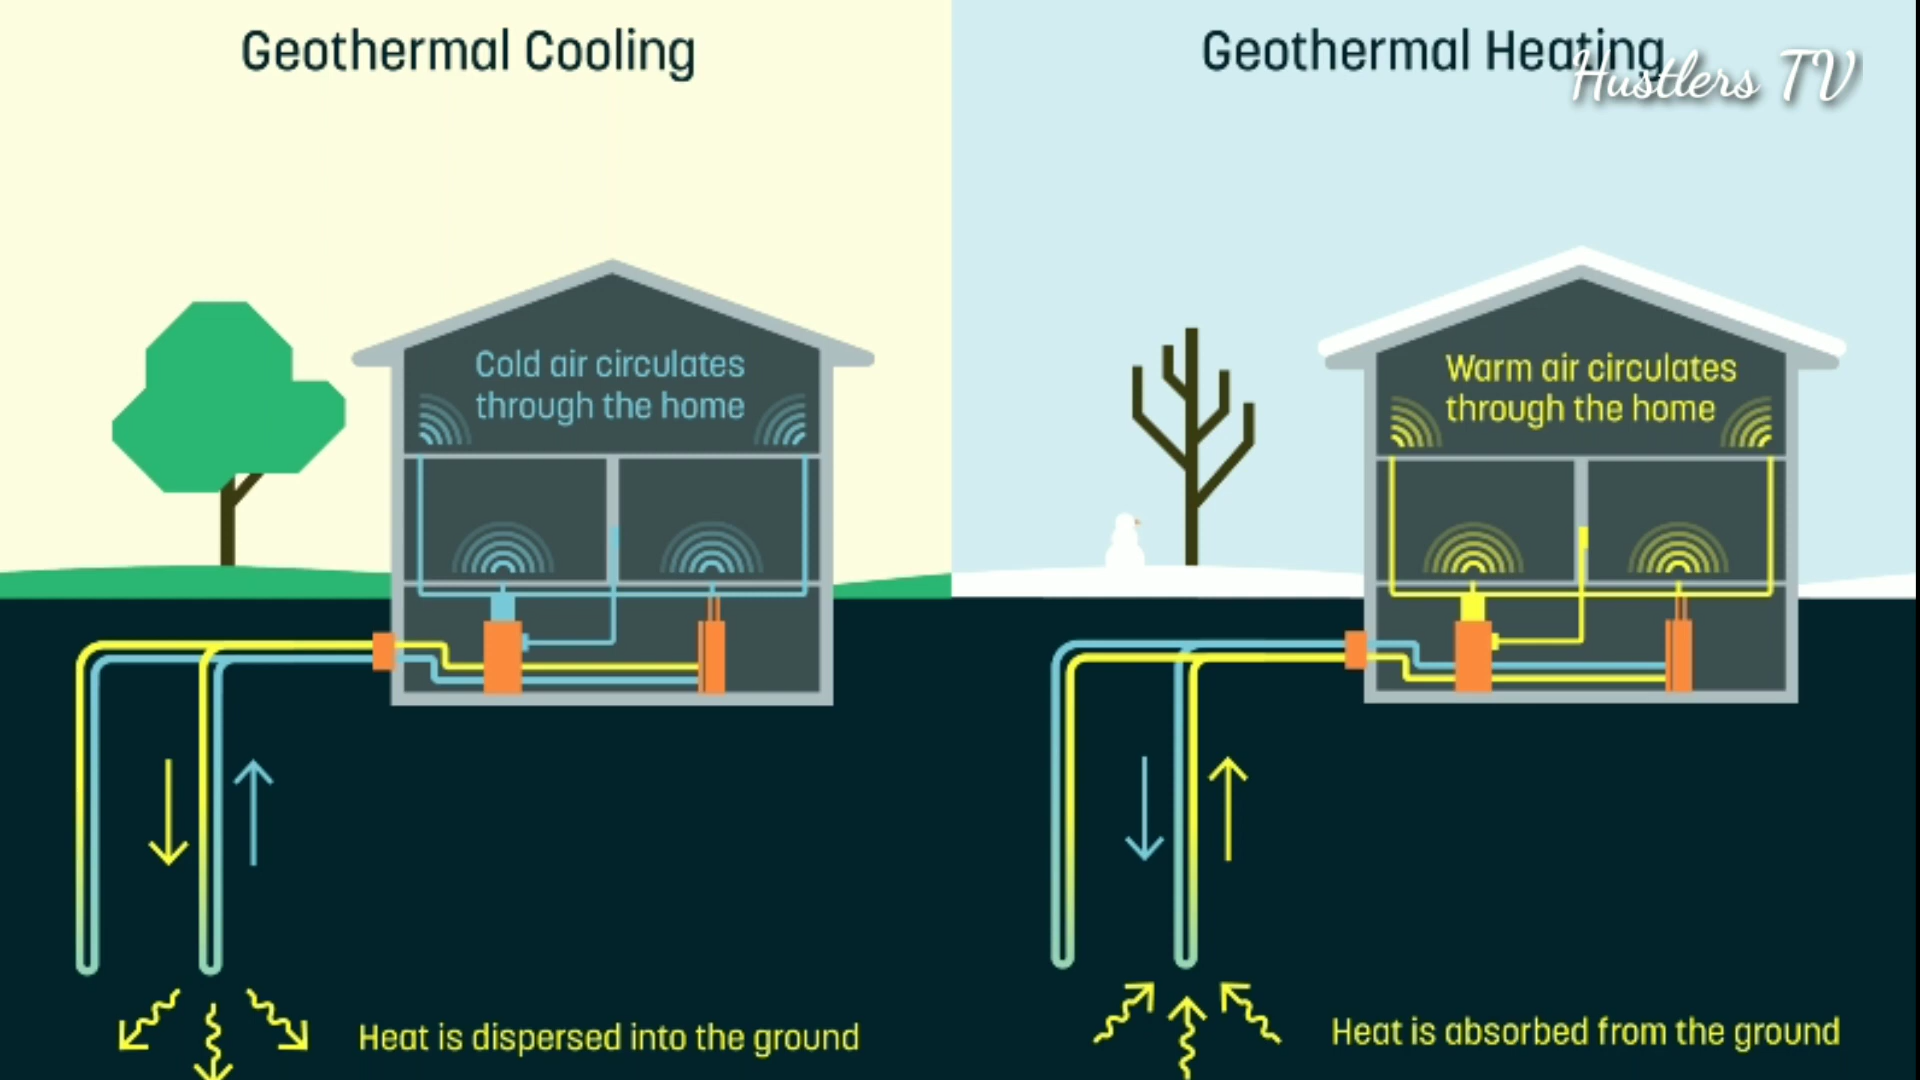 Geothermal Cooling
Cold air circulates
through the home
Heat is dispersed into the ground
Geothermal Heating
Hustlers TV
Warm air circulates
through the home
Heat is absorbed from the ground